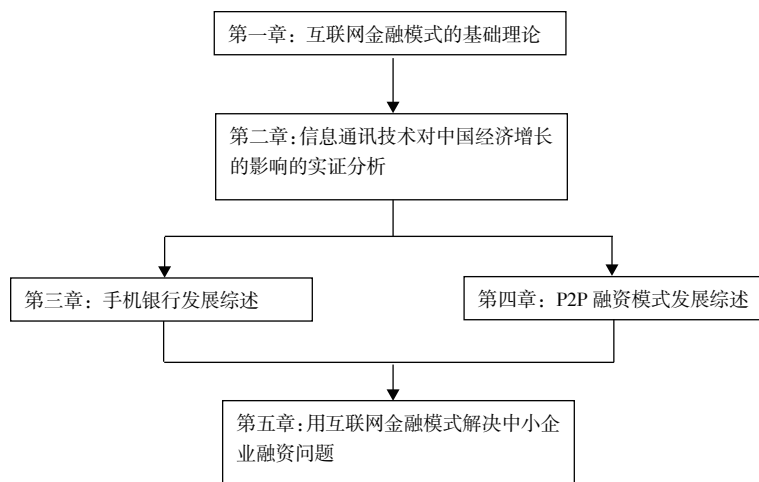 第一章：互联网金融模式的基础理论
第二章：信息通讯技术对中国经济增长
的影响的实证分析
第三章：手机银行发展综述
第四章：P2P 融资模式发展综述
第五章：用互联网金融模式解决中小企
业融资问题